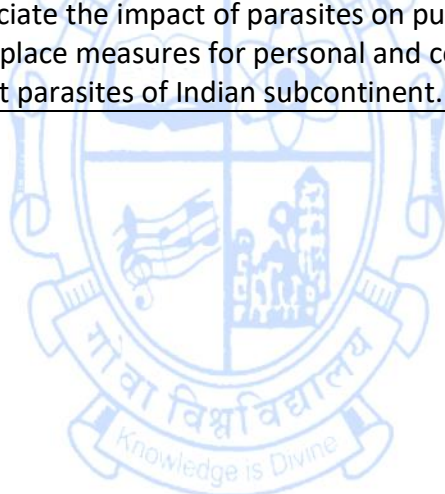 ciate the impact of parasites on pu
place measures for personal and c
t parasites of Indian subcontinent.
गोंय विश्वविद्यालय
Knowledge is Divine